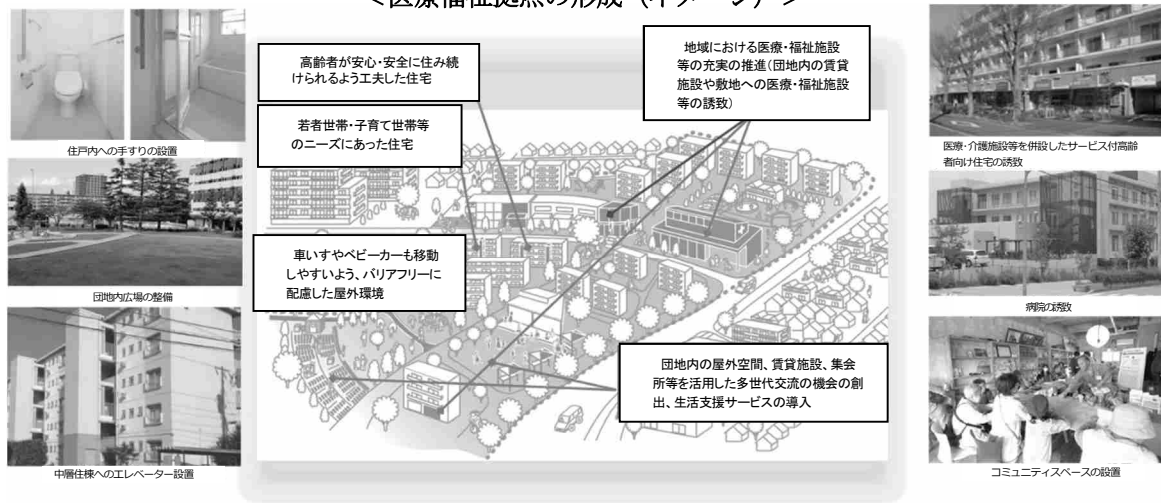 ＜医療福祉拠点の形成（イメージ）＞
住戸内への手すりの設置
団地内広場の整備
中層住棟へのエレベーター設置
高齢者が安心・安全に住み続
けられるよう工夫した住宅
若者世帯・子育て世帯等
のニーズにあった住宅
車いすやベビーカーも移動
しやすいよう、バリアフリーに
配慮した屋外環境
地域における医療・福祉施設
等の充実の推進(団地内の賃貸
施設や敷地への医療・福祉施設
等の誘致)
団地内の屋外空間、賃貸施設、集会
所等を活用した多世代交流の機会の創
出、生活支援サービスの導入
医療・介護施設等を併設したサービス付高齢
者向け住宅の誘致
病院の誘致
コミュニティスペースの設置